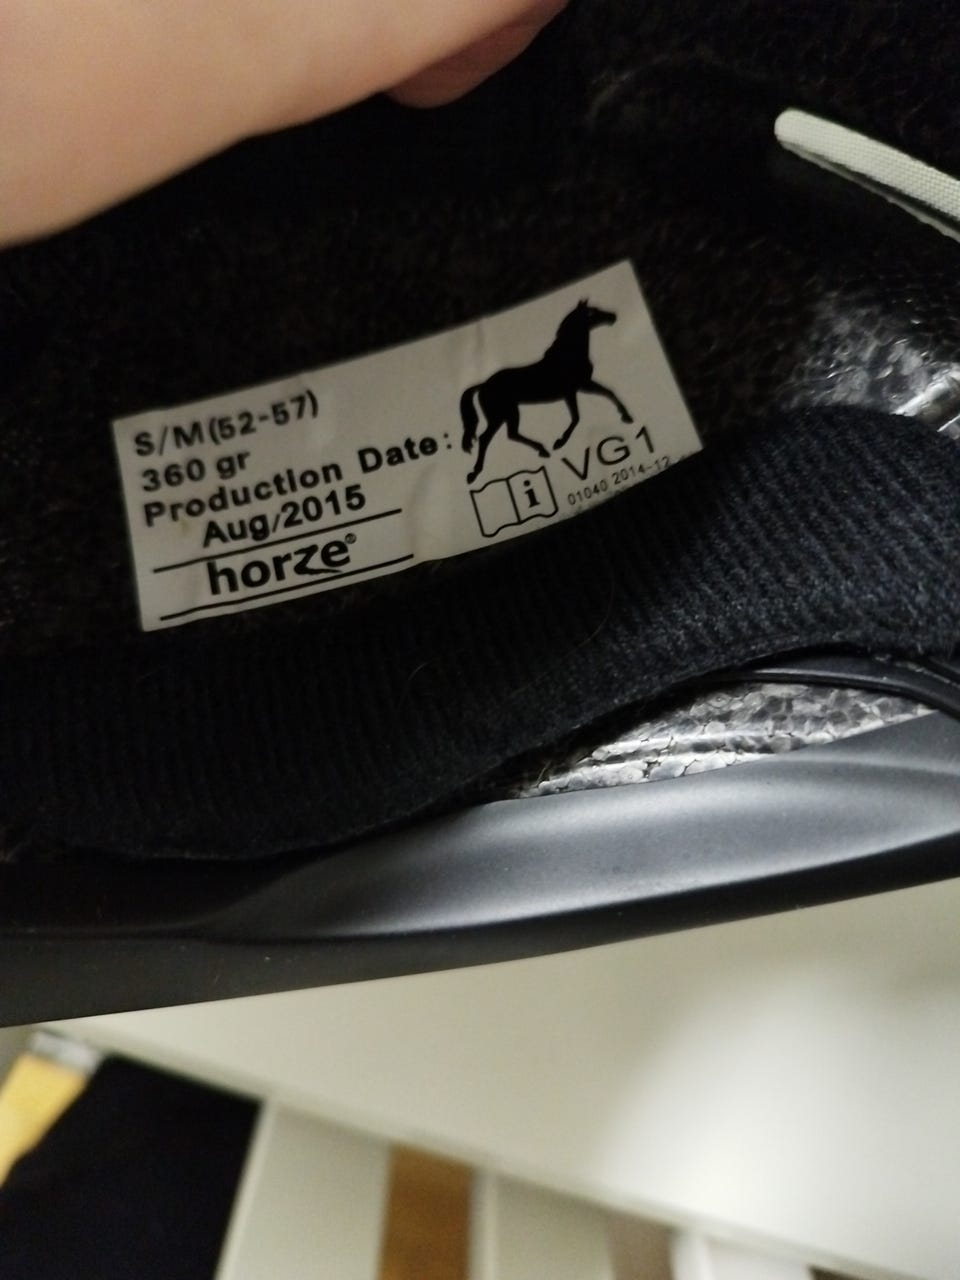 S/M(52-57)
360 gr
Production Date:
Aug/2015
horze®
i
VG1
01040 2014-12